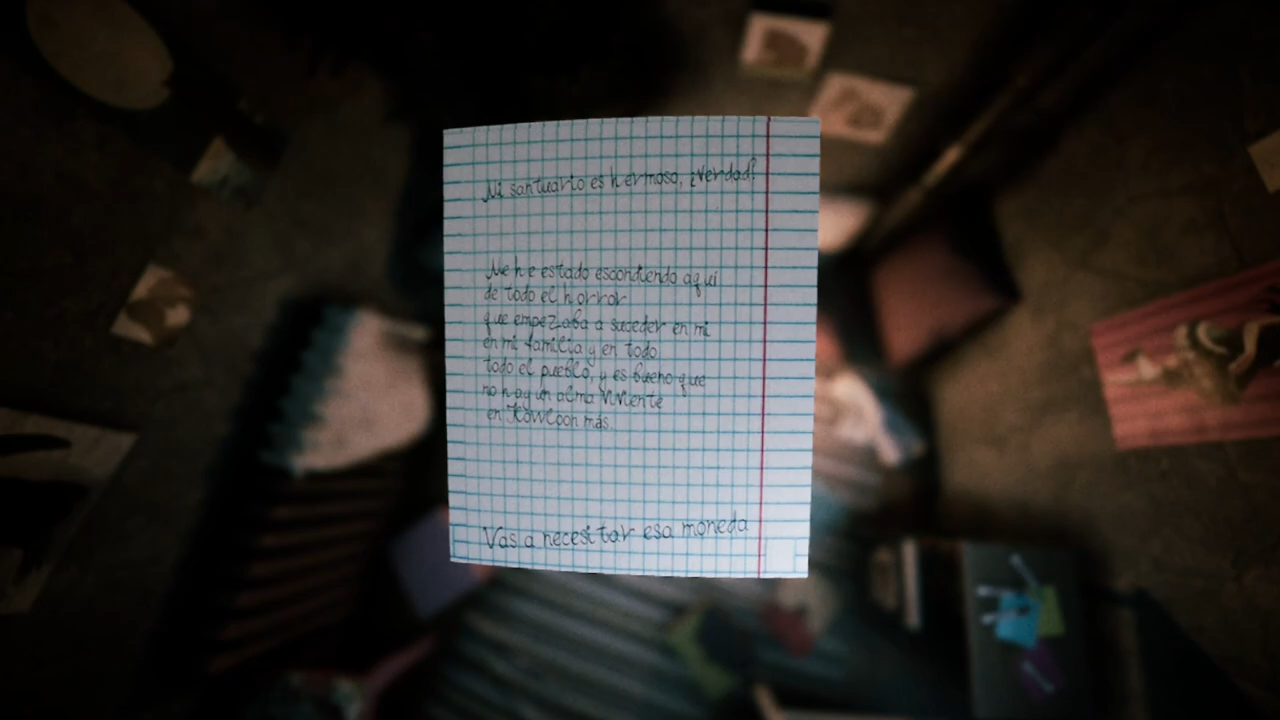 Mi santuario es hermoso, ¿verdad?
Me he estado escondiendo aquí
de todo el horror
que empezaba a suceder en mi
en mi familia y en todo
todo el pueblo, y es bueno que
no hay un alma viviente
en Kowloon más.
Vas a necesitar esa moneda